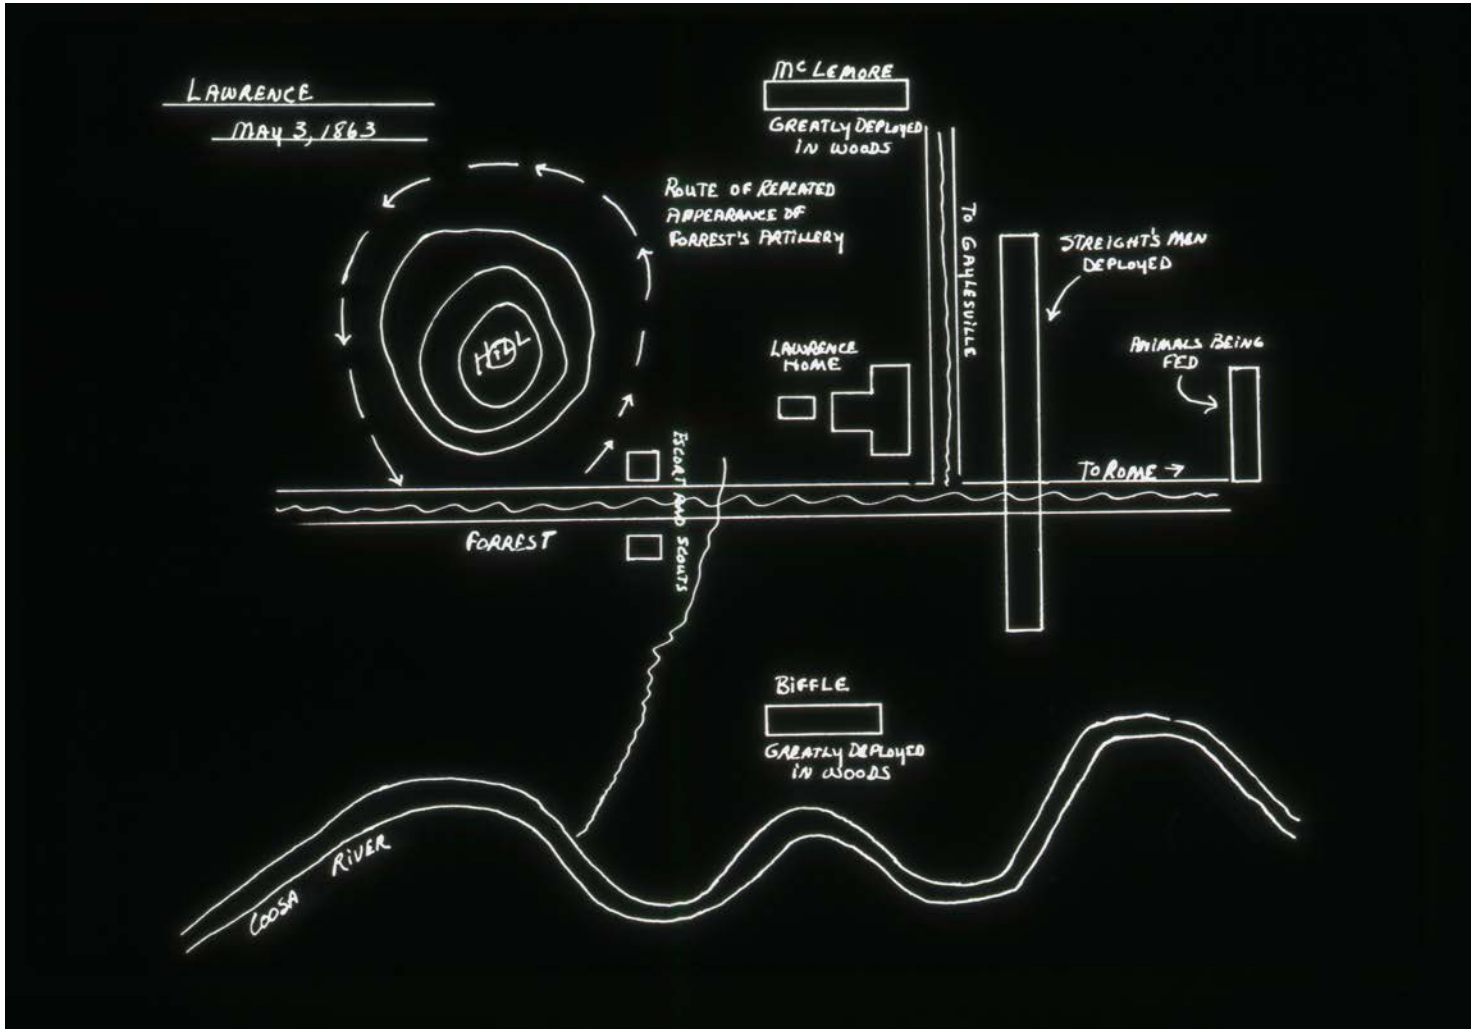 LAWRENCE
MAY 3, 1863
McLEMORE
GREATLY DEPLOYED
IN WOODS
ROUTE OF REPEATED
APPEARANCE OF
FORREST'S ARTILLERY
TO GAYLESVILLE
STREIGHT'S MEN
DEPLOYED
HILL
LAWRENCE
HOME
ANIMALS BEING
FED
ESCORT AND SCOUTS
TO ROME →
FORREST
BIFFLE
GREATLY DEPLOYED
IN WOODS
COOSA RIVER